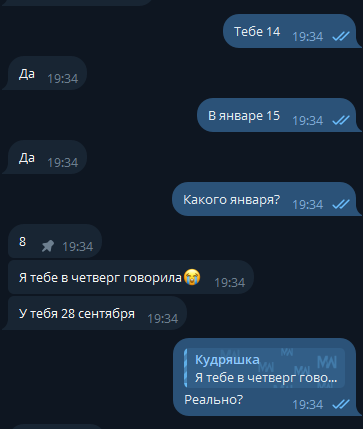 Тебе 14 19:34
Да 19:34
В январе 15 19:34
Да 19:34
Какого января? 19:34
8 19:34
Я тебе в четверг говорила😭 19:34
У тебя 28 сентября 19:34
Кудряшка
Я тебе в четверг гово...
Реально? 19:34